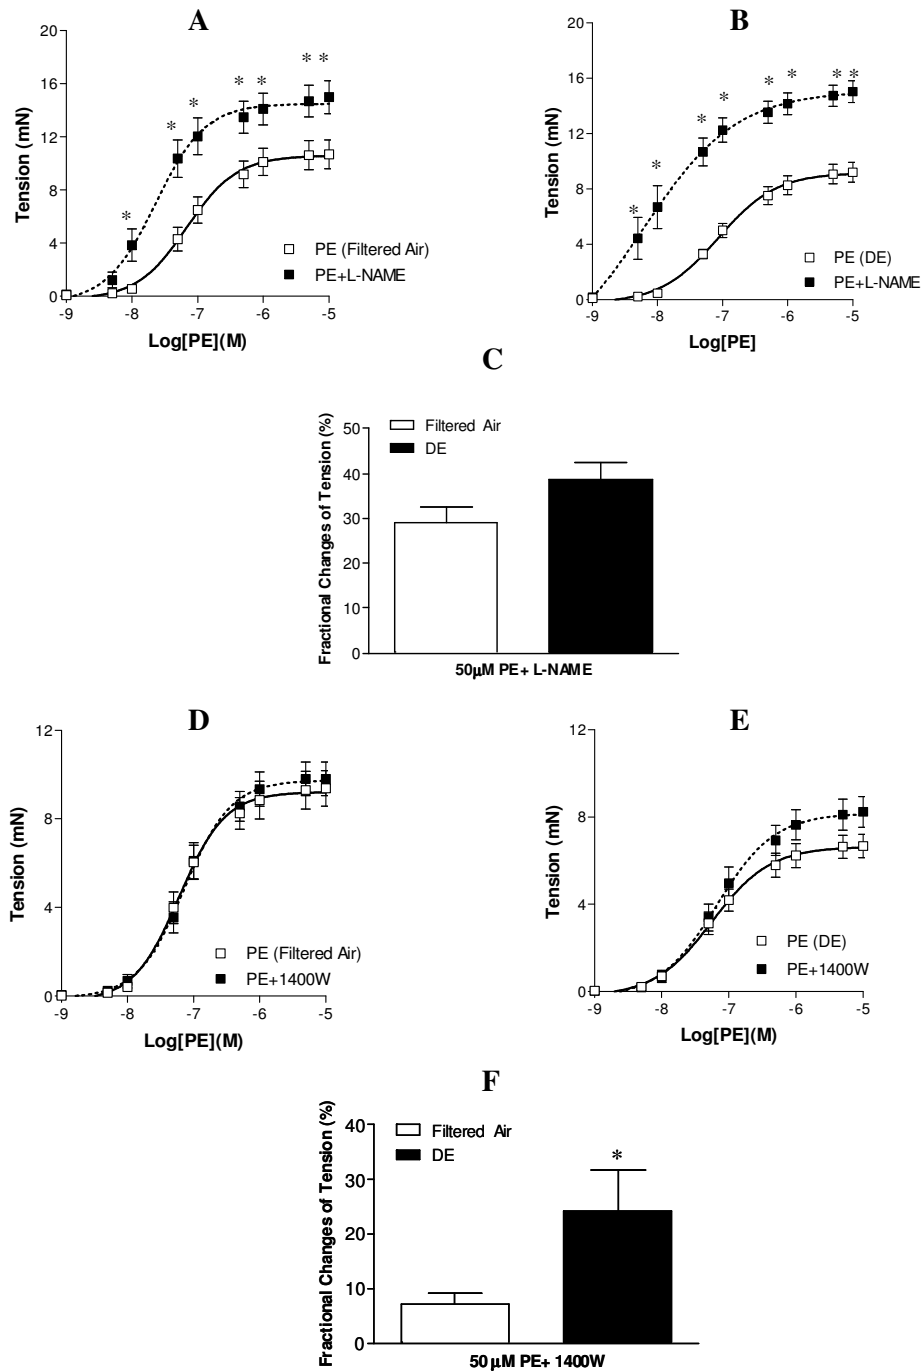 A
20
16
12
8
4
0
Tension (mN)
* * * * * * * *
PE (Filtered Air)
PE+L-NAME
-9 -8 -7 -6 -5
Log[PE](M)
B
20
16
12
8
4
0
Tension (mN)
* * * * * * * *
PE (DE)
PE+L-NAME
-9 -8 -7 -6 -5
Log[PE]
C
50
40
30
20
10
0
Fractional Changes of Tension (%)
Filtered Air
DE
50μM PE+ L-NAME
D
12
8
4
0
Tension (mN)
PE (Filtered Air)
PE+1400W
-9 -8 -7 -6 -5
Log[PE](M)
E
12
8
4
0
Tension (mN)
PE (DE)
PE+1400W
-9 -8 -7 -6 -5
Log[PE](M)
F
40
30
20
10
0
Fractional Changes of Tension (%)
Filtered Air
DE
*
50 μM PE+ 1400W